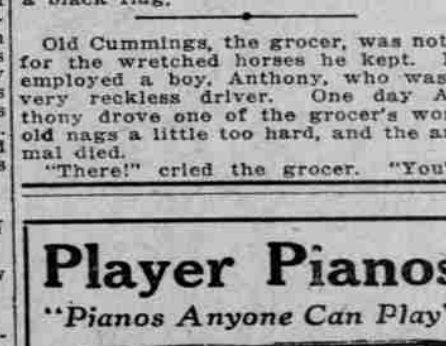 a black flag.
Old Cummings, the grocer, was not
for the wretched horses he kept.
employed a boy, Anthony, who was
very reckless driver. One day A
thony drove one of the grocer's wo
old nags a little too hard, and the a
mal died.
"There!" cried the grocer. "You
Player Pianos
"Pianos Anyone Can Play"